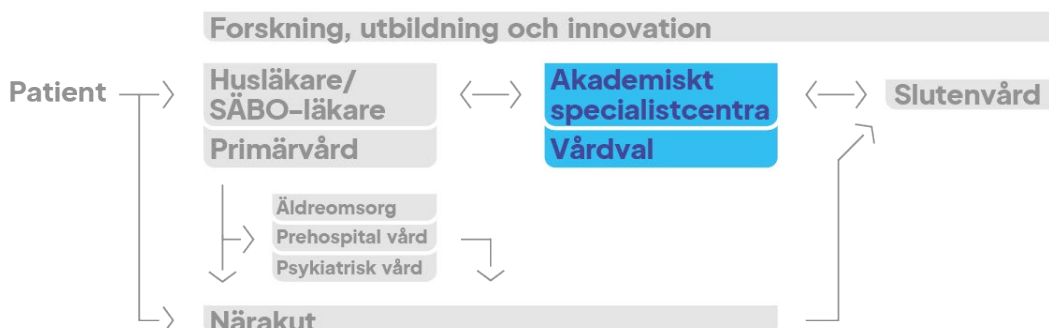 Forskning, utbildning och innovation
Patient
Husläkare/
SÄBO-läkare
Primärvård
Akademiskt
specialistcentra
Vårdval
Slutenvård
Äldreomsorg
Prehospital vård
Psykiatrisk vård
Närakut